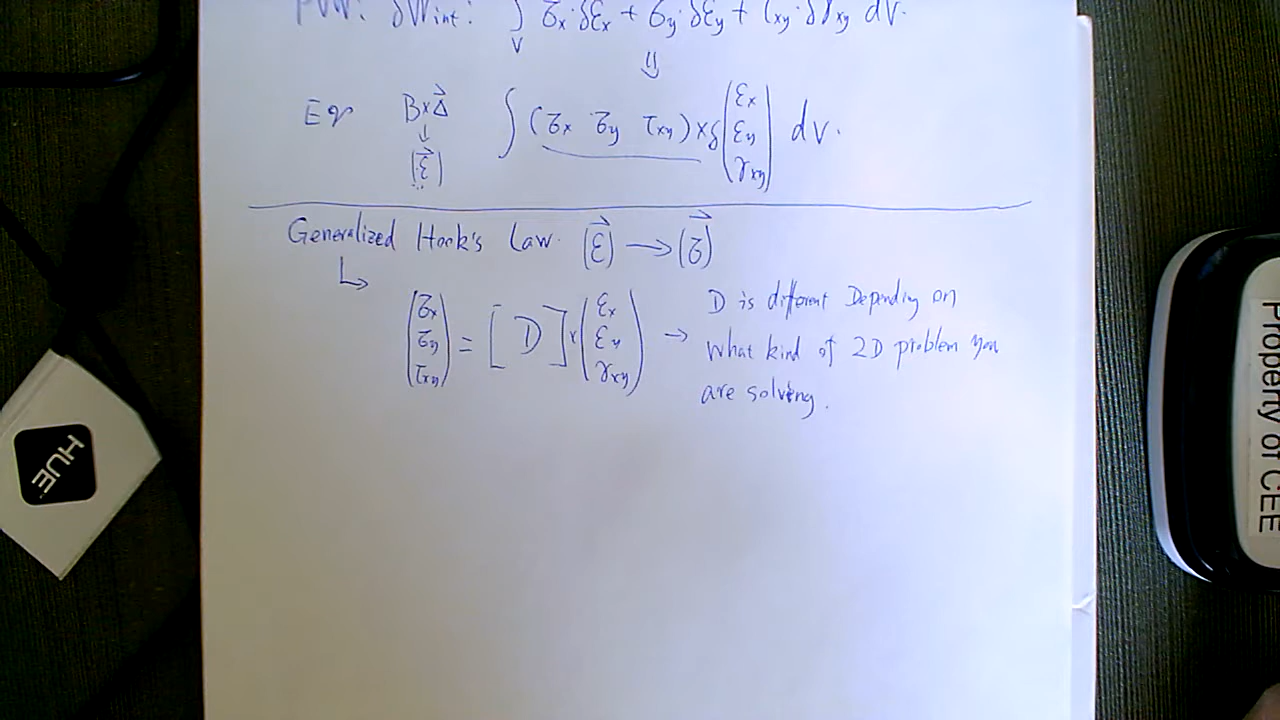 PVW: δWint: ∫ σx·δεx + σy·δεy + τxy·δγxy dV.
V
⇓
Eq B×Δ⃗ ∫ (σx σy τxy) × δ (εx εy γxy) dV.
↓
(ε⃗)
Generalized Hook's Law. (ε⃗) → (σ⃗)
↳
(σx σy τxy) = [ D ] × (εx εy γxy) → D is different Depending on
what kind of 2D problem you
are solving.
HUE
Property of CEE